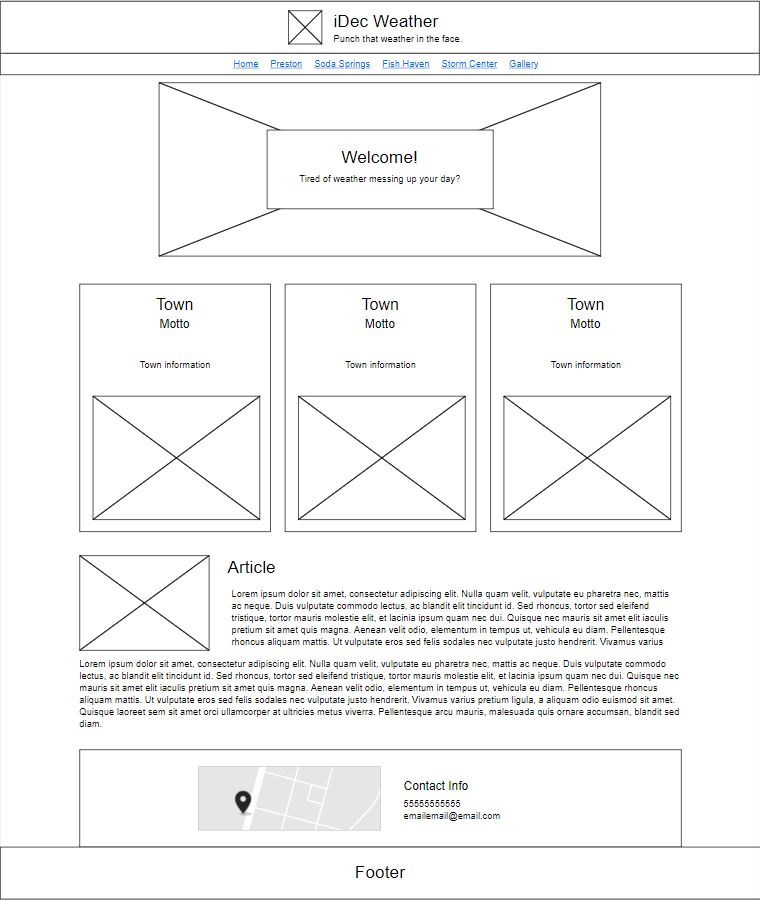 iDec Weather
Punch that weather in the face.
Home Preston Soda Springs Fish Haven Storm Center Gallery
Welcome!
Tired of weather messing up your day?
Town
Motto
Town information
Town
Motto
Town information
Town
Motto
Town information
Article
Lorem ipsum dolor sit amet, consectetur adipiscing elit. Nulla quam velit, vulputate eu pharetra nec, mattis
ac neque. Duis vulputate commodo lectus, ac blandit elit tincidunt id. Sed rhoncus, tortor sed eleifend
tristique, tortor mauris molestie elit, et lacinia ipsum quam nec dui. Quisque nec mauris sit amet elit iaculis
pretium sit amet quis magna. Aenean velit odio, elementum in tempus ut, vehicula eu diam. Pellentesque
rhoncus aliquam mattis. Ut vulputate eros sed felis sodales nec vulputate justo hendrerit. Vivamus varius
Lorem ipsum dolor sit amet, consectetur adipiscing elit. Nulla quam velit, vulputate eu pharetra nec, mattis ac neque. Duis vulputate commodo
lectus, ac blandit elit tincidunt id. Sed rhoncus, tortor sed eleifend tristique, tortor mauris molestie elit, et lacinia ipsum quam nec dui. Quisque nec
mauris sit amet elit iaculis pretium sit amet quis magna. Aenean velit odio, elementum in tempus ut, vehicula eu diam. Pellentesque rhoncus
aliquam mattis. Ut vulputate eros sed felis sodales nec vulputate justo hendrerit. Vivamus varius pretium ligula, a aliquam odio euismod sit amet.
Quisque laoreet sem sit amet orci ullamcorper at ultricies metus viverra. Pellentesque arcu mauris, malesuada quis ornare accumsan, blandit sed
diam.
Contact Info
55555555555
emailemail@email.com
Footer